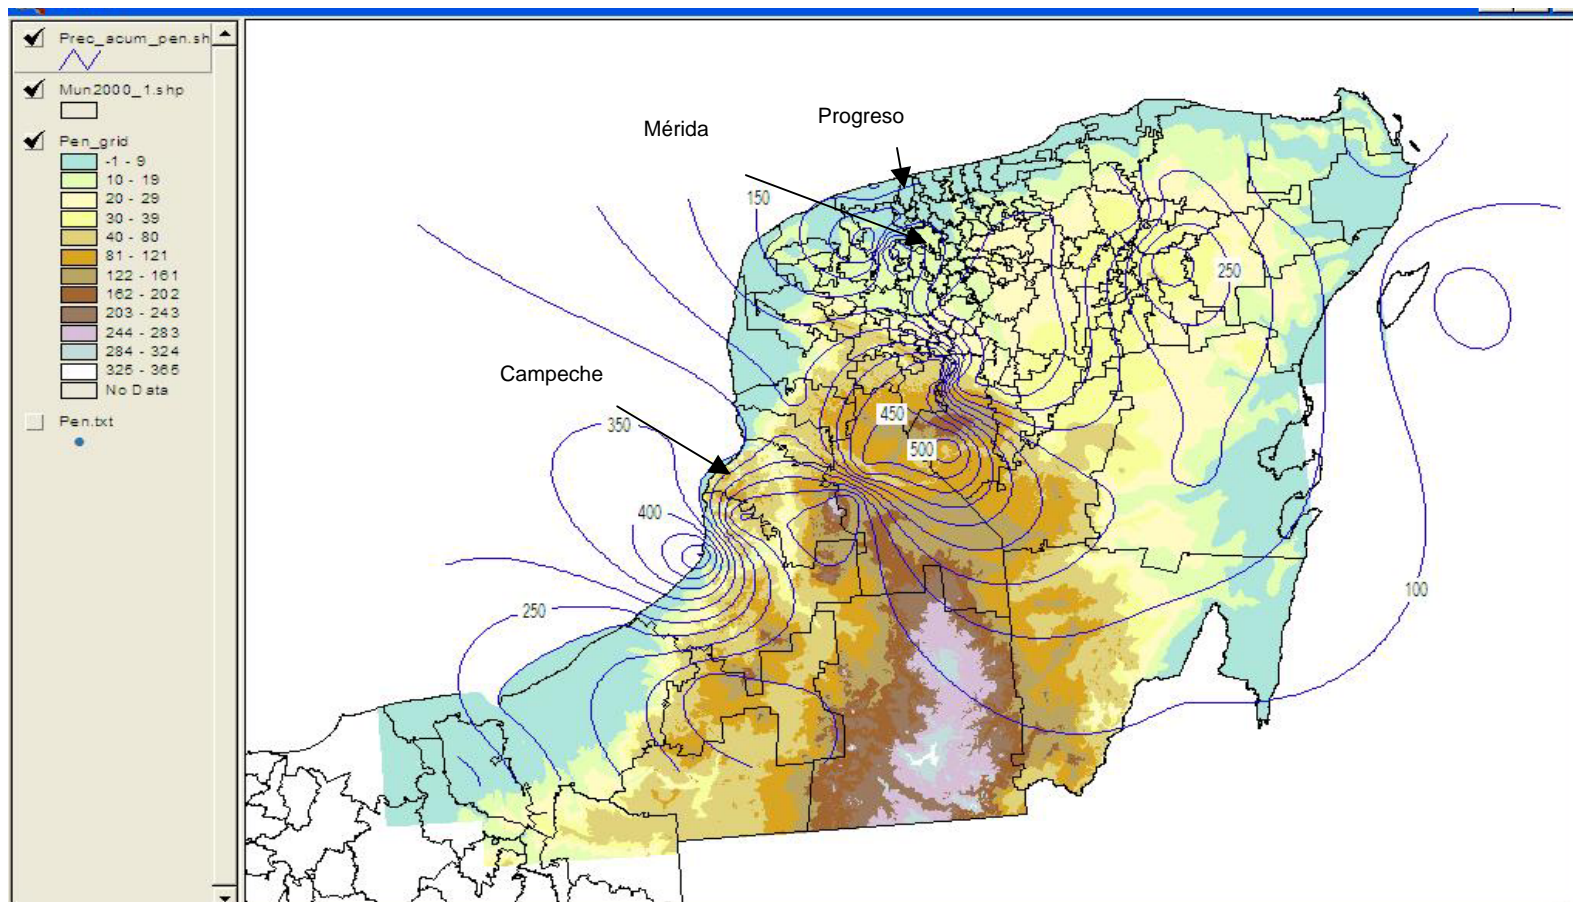 Prec_acum_pen.sh
Mun2000_1.shp
Pen_grid
-1 - 9
10 - 19
20 - 29
30 - 39
40 - 80
81 - 121
122 - 161
162 - 202
203 - 243
244 - 283
284 - 324
325 - 365
No Data
Pen.txt
Mérida
Progreso
150
250
Campeche
350
450
500
400
100
250